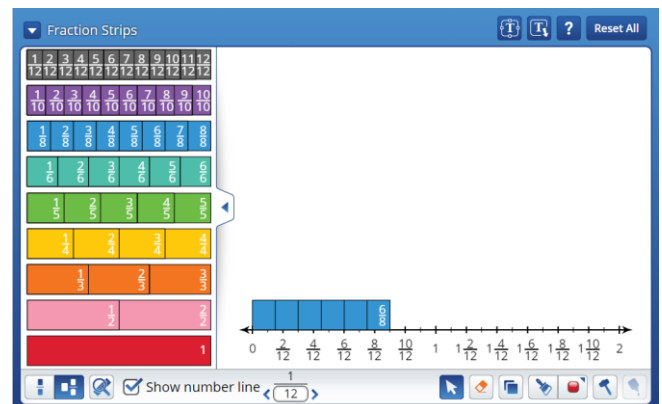 Fraction Strips T T ? Reset All
1/12 2/12 3/12 4/12 5/12 6/12 7/12 8/12 9/12 10/12 11/12 12/12
1/10 2/10 3/10 4/10 5/10 6/10 7/10 8/10 9/10 10/10
1/8 2/8 3/8 4/8 5/8 6/8 7/8 8/8
1/6 2/6 3/6 4/6 5/6 6/6
1/5 2/5 3/5 4/5 5/5
1/4 2/4 3/4 4/4
1/3 2/3 3/3
1/2 2/2
1
6/8
0 2/12 4/12 6/12 8/12 10/12 1 1 2/12 1 4/12 1 6/12 1 8/12 1 10/12 2
Show number line 1/12